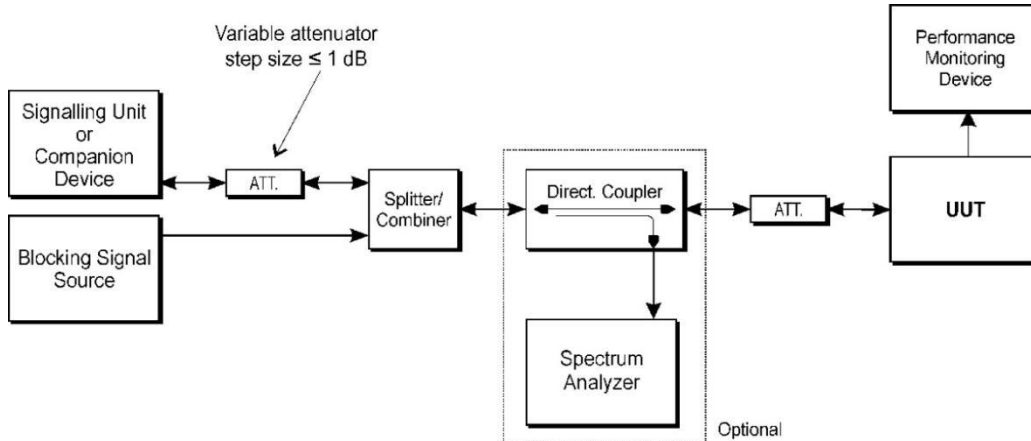 Variable attenuator
step size ≤ 1 dB
Performance
Monitoring
Device
Signalling Unit
or
Companion
Device
ATT.
Splitter/
Combiner
Direct. Coupler
ATT.
UUT
Blocking Signal
Source
Spectrum
Analyzer
Optional